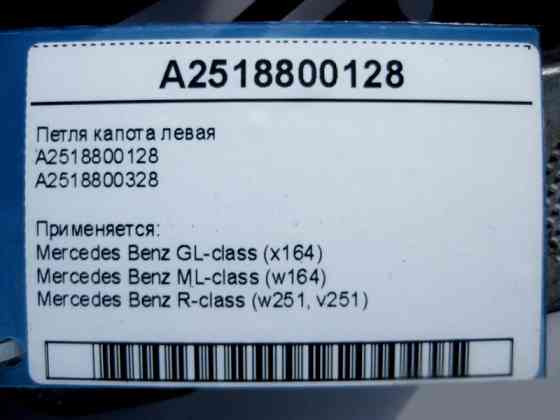 A2518800128
Петля капота левая
A2518800128
A2518800328
Применяется:
Mercedes Benz GL-class (x164)
Mercedes Benz ML-class (w164)
Mercedes Benz R-class (w251, v251)